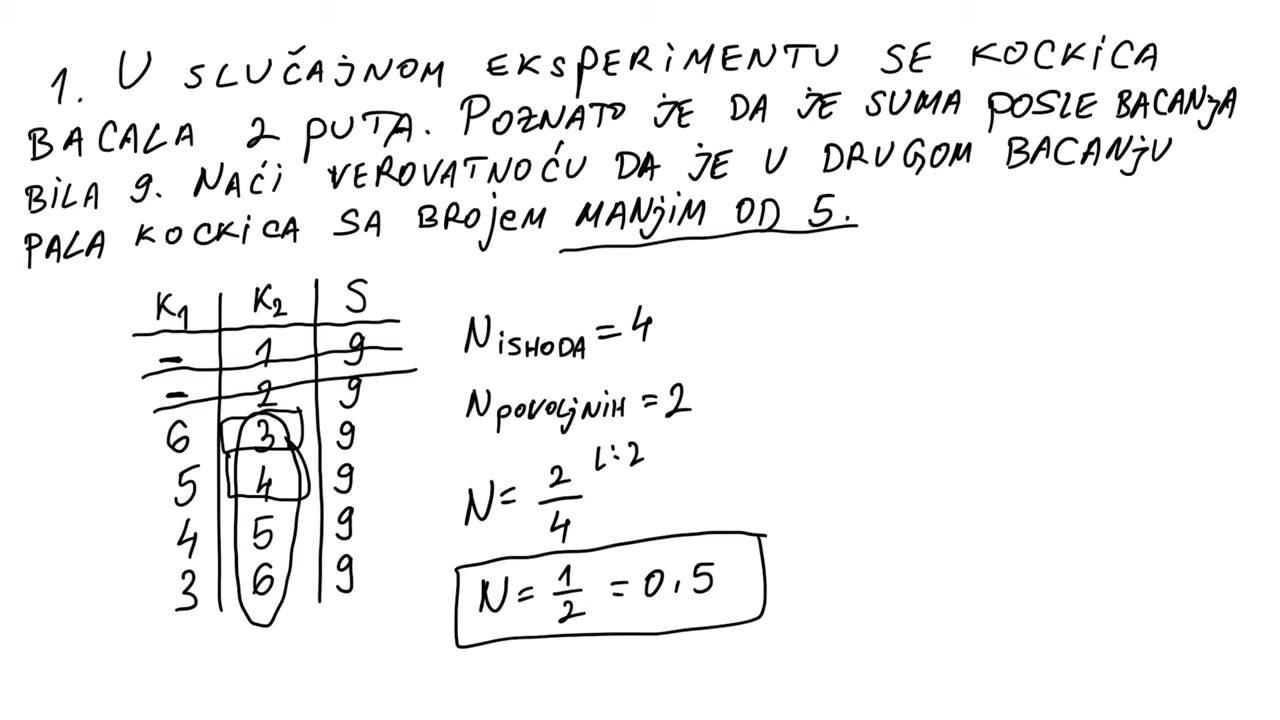 1. U SLUČAJNOM EKSPERIMENTU SE KOCKICA
BACALA 2 PUTA. POZNATO JE DA JE SUMA POSLE BACANJA
BILA 9. NAĆI VEROVATNOĆU DA JE U DRUGOM BACANJU
PALA KOCKICA SA BROJEM MANJIM OD 5.
K1 K2 S
- 1 9
- 2 9
6 3 9
5 4 9
4 5 9
3 6 9
NISHODA = 4
NPOVOLJNIH = 2
N = 2/4 /:2
N = 1/2 = 0.5